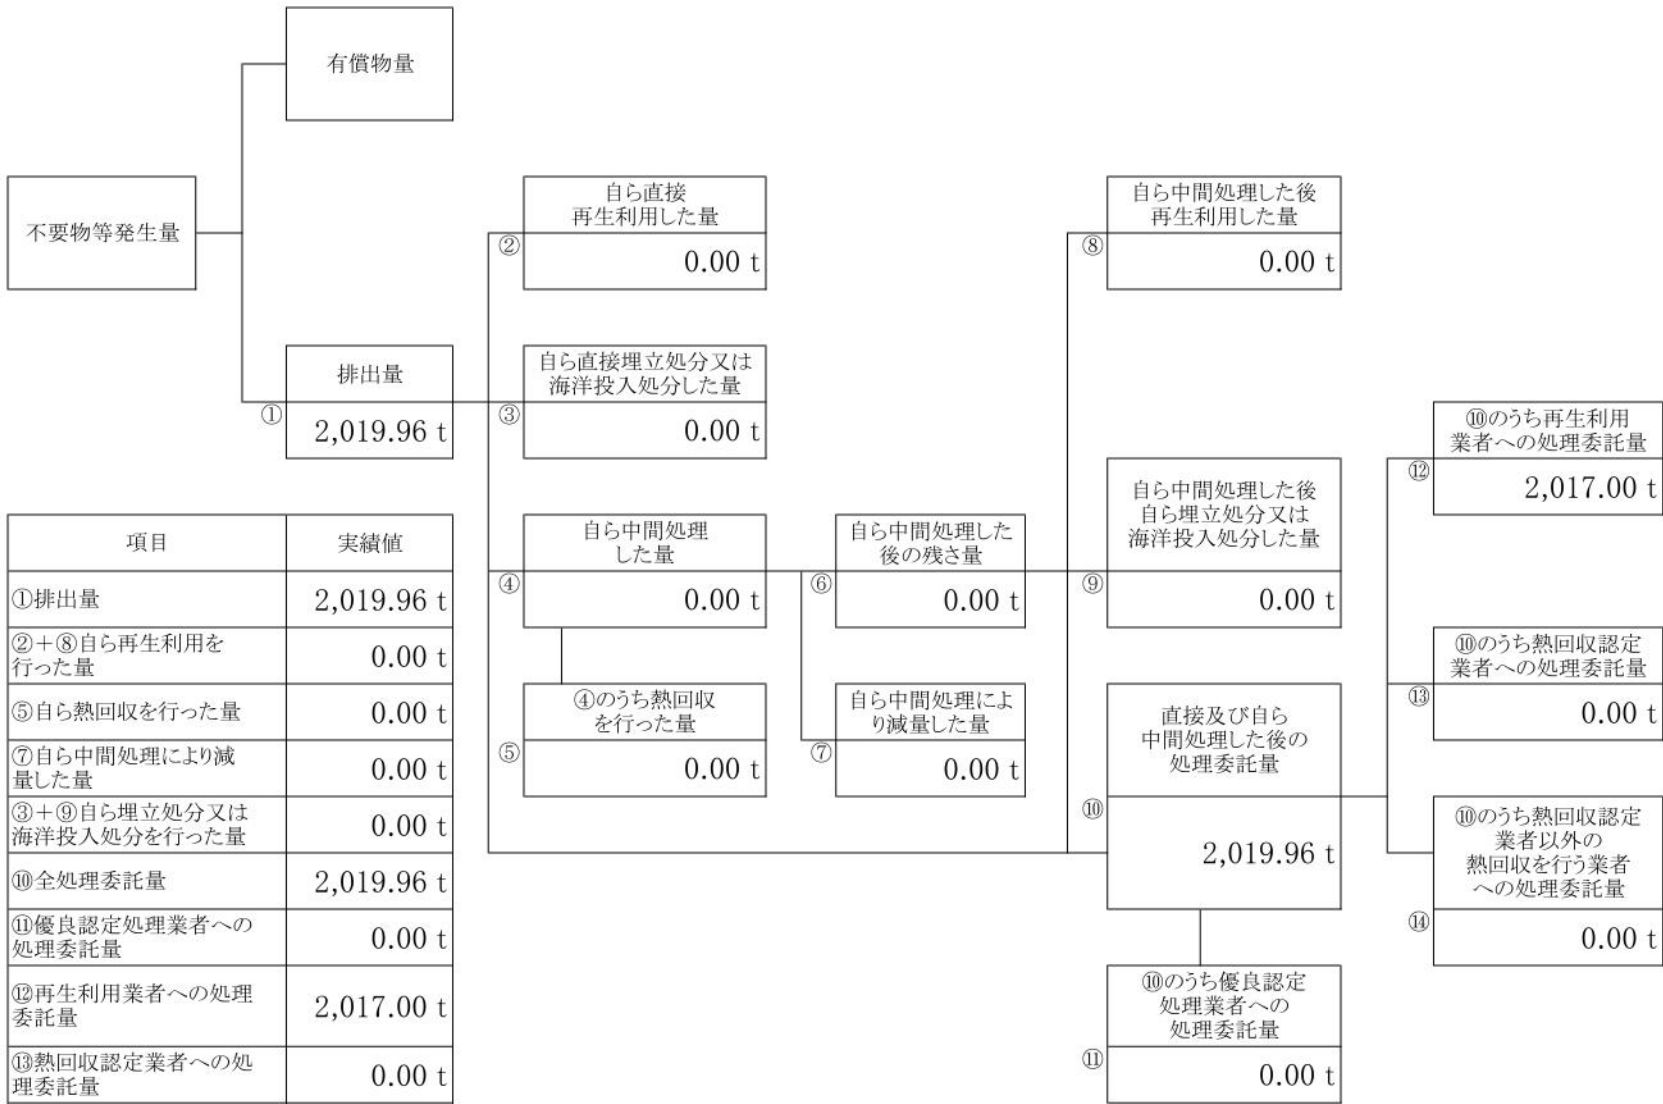 有償物量
不要物等発生量
自ら直接
再生利用した量
②
0.00 t
自ら中間処理した後
再生利用した量
⑧
0.00 t
排出量
①
2,019.96 t
自ら直接埋立処分又は
海洋投入処分した量
③
0.00 t
⑩のうち再生利用
業者への処理委託量
⑫
2,017.00 t
自ら中間処理
した量
④
0.00 t
自ら中間処理した
後の残さ量
⑥
0.00 t
自ら中間処理した後
自ら埋立処分又は
海洋投入処分した量
⑨
0.00 t
⑩のうち熱回収認定
業者への処理委託量
⑬
0.00 t
④のうち熱回収
を行った量
⑤
0.00 t
自ら中間処理によ
り減量した量
⑦
0.00 t
直接及び自ら
中間処理した後の
処理委託量
⑩
2,019.96 t
⑩のうち熱回収認定
業者以外の
熱回収を行う業者
への処理委託量
⑭
0.00 t
⑩のうち優良認定
処理業者への
処理委託量
⑪
0.00 t
項目 実績値
①排出量 2,019.96 t
②＋⑧自ら再生利用を
行った量 0.00 t
⑤自ら熱回収を行った量 0.00 t
⑦自ら中間処理により減
量した量 0.00 t
③＋⑨自ら埋立処分又は
海洋投入処分を行った量 0.00 t
⑩全処理委託量 2,019.96 t
⑪優良認定処理業者への
処理委託量 0.00 t
⑫再生利用業者への処理
委託量 2,017.00 t
⑬熱回収認定業者への処
理委託量 0.00 t